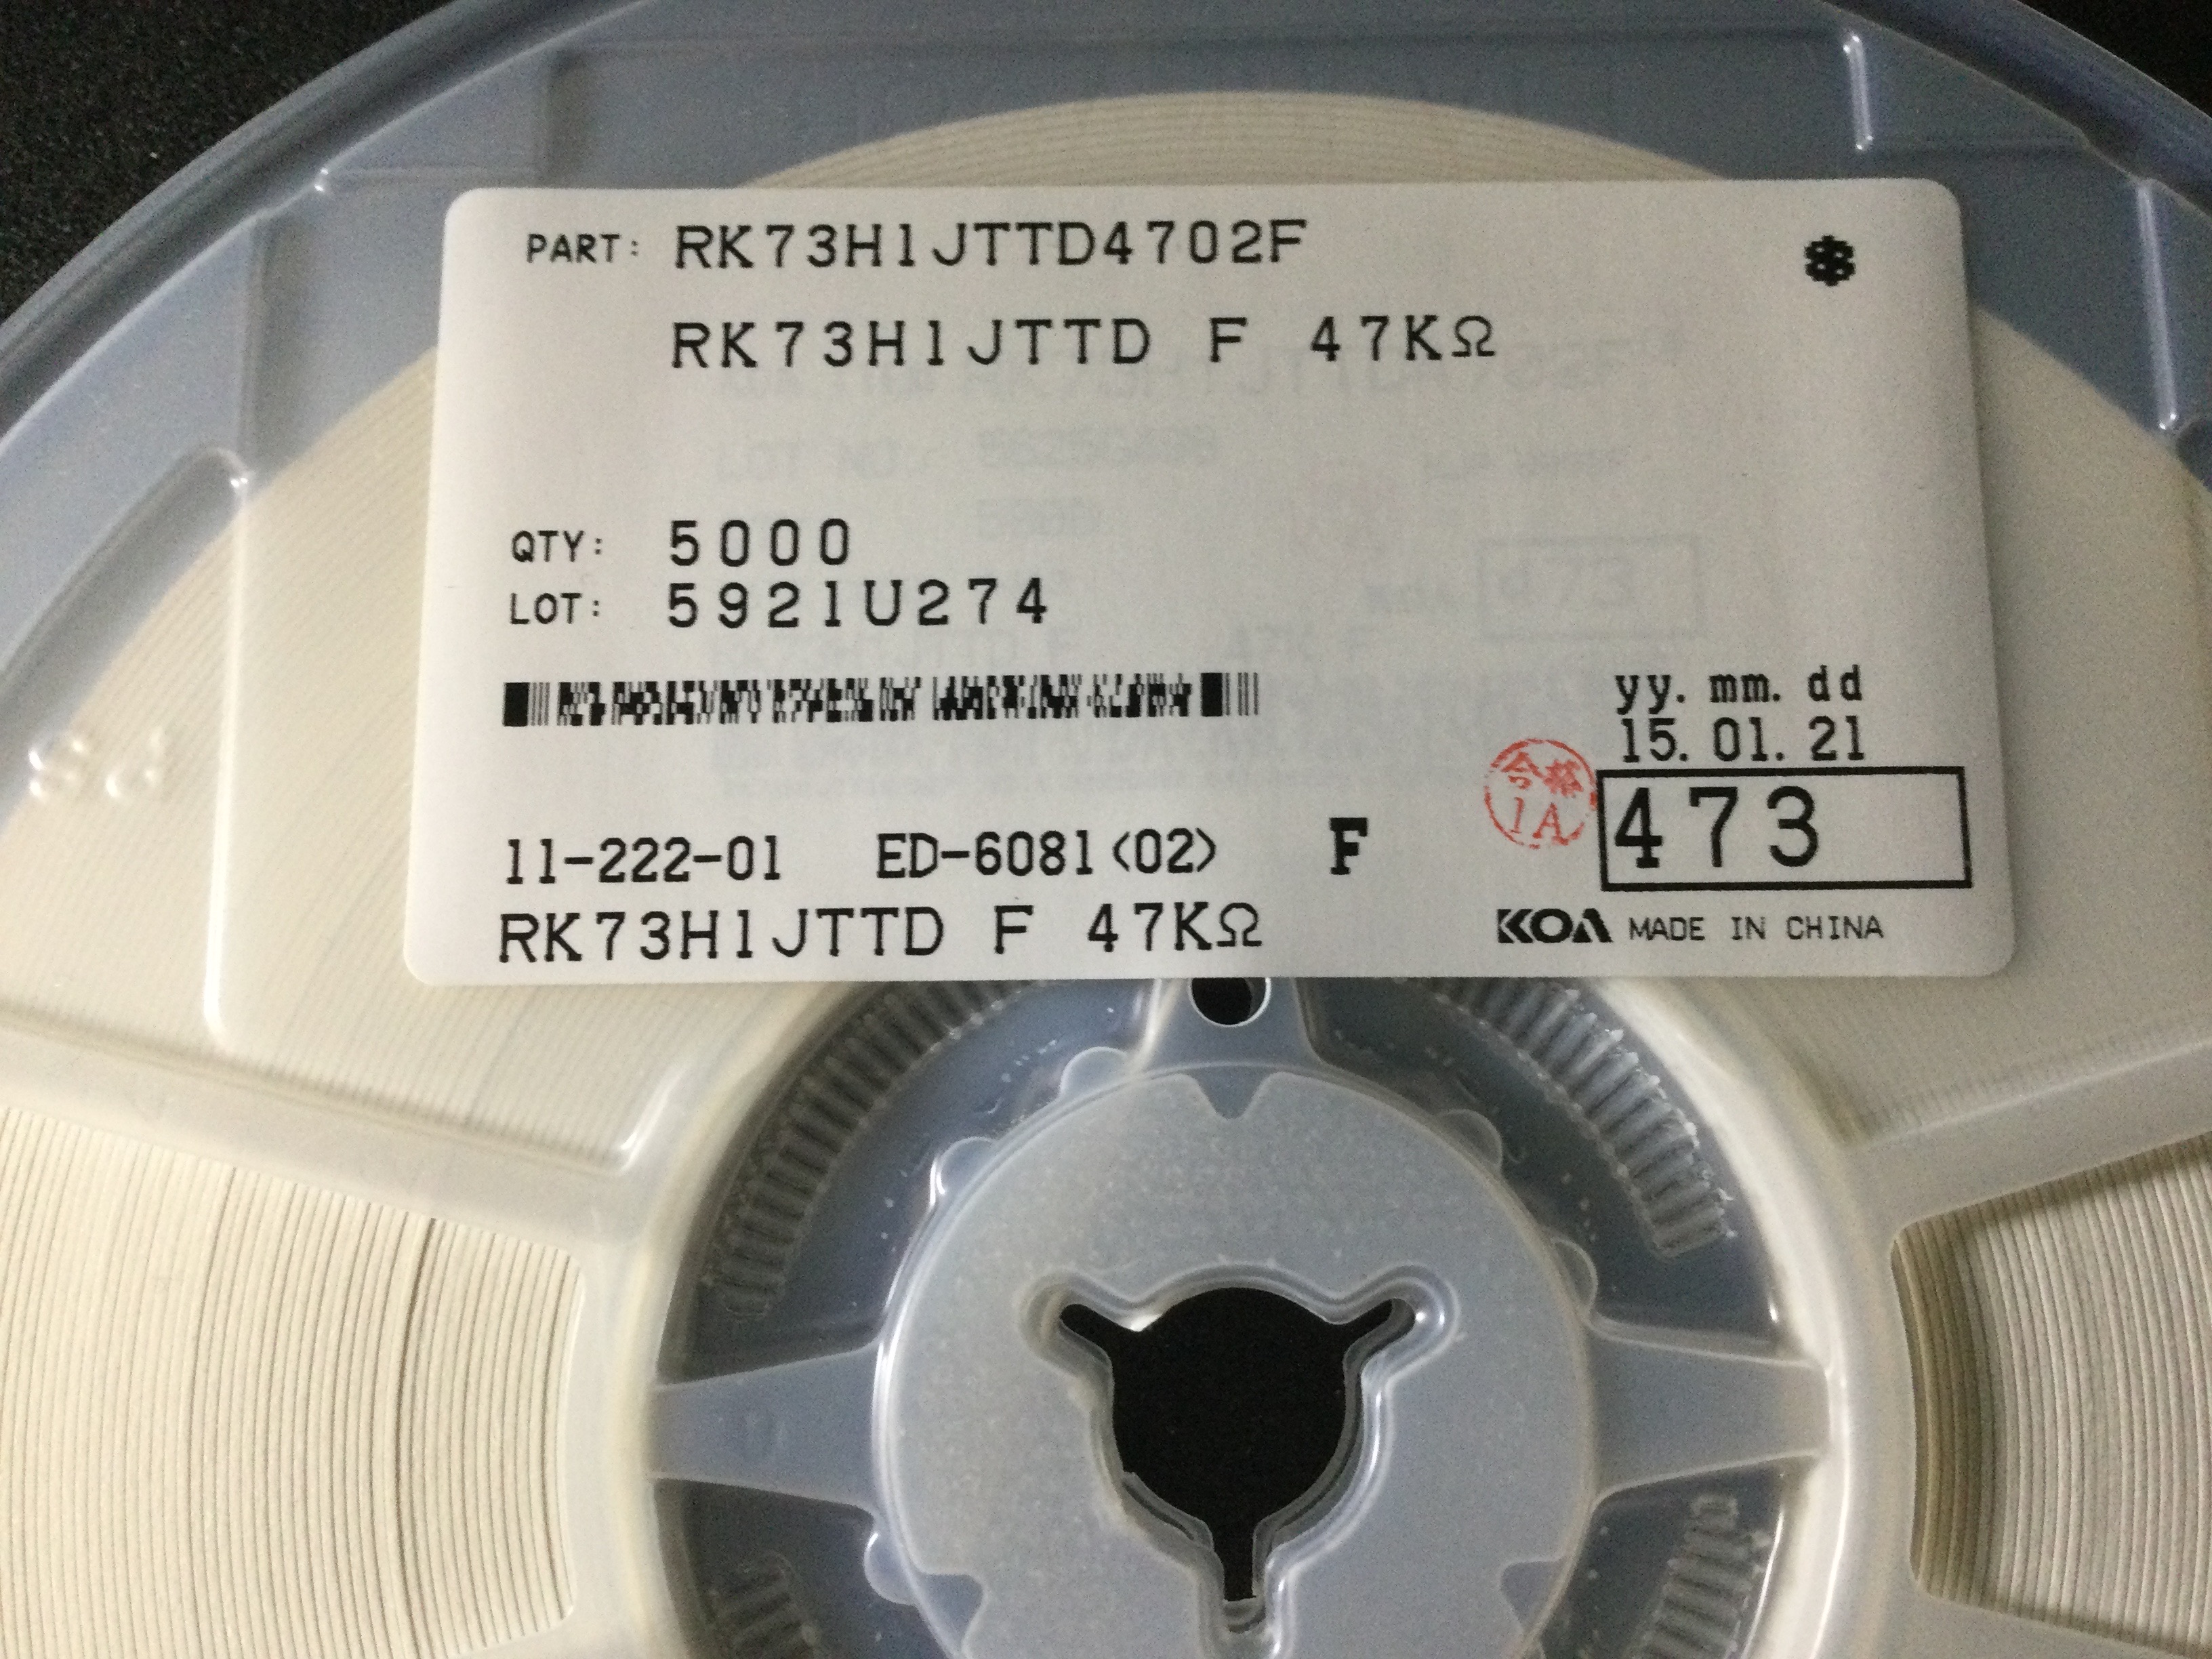 PART: RK73H1JTTD4702F
RK73H1JTTD F 47KΩ
QTY: 5000
LOT: 5921U274
yy. mm. dd
15. 01. 21
合格
1A
473
11-222-01 ED-6081<02> F
RK73H1JTTD F 47KΩ
KOA MADE IN CHINA
PS